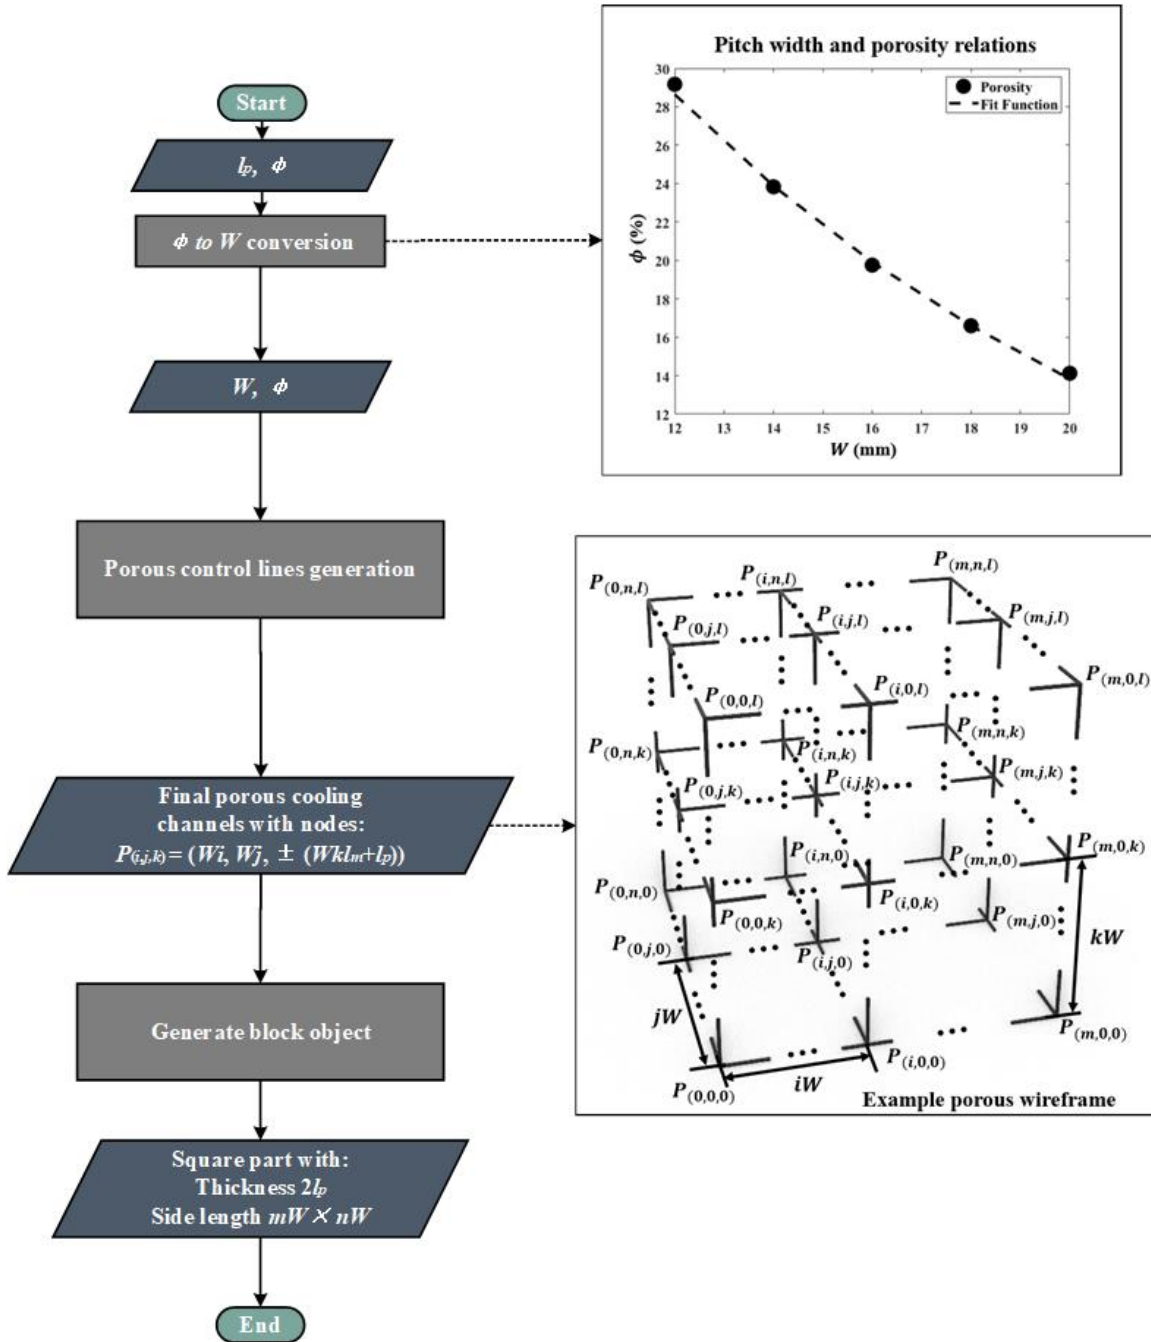 Start
l_p, ϕ
ϕ to W conversion
W, ϕ
Porous control lines generation
Final porous cooling
channels with nodes:
P(i,j,k) = (Wi, Wj, ± (Wkl_m+l_p))
Generate block object
Square part with:
Thickness 2l_p
Side length mW × nW
End
Pitch width and porosity relations
Porosity
Fit Function
30
28
26
24
22
20
18
16
14
12
ϕ (%)
12
13
14
15
16
17
18
19
20
W (mm)
P(0,n,l)
P(i,n,l)
P(m,n,l)
P(0,j,l)
P(i,j,l)
P(m,j,l)
P(0,0,l)
P(i,0,l)
P(m,0,l)
P(0,n,k)
P(i,n,k)
P(m,n,k)
P(0,j,k)
P(i,j,k)
P(m,j,k)
P(0,n,0)
P(i,n,0)
P(m,n,0)
P(m,0,k)
P(0,0,k)
P(i,0,k)
P(m,j,0)
P(0,j,0)
P(i,j,0)
kW
jW
iW
P(0,0,0)
P(i,0,0)
P(m,0,0)
Example porous wireframe